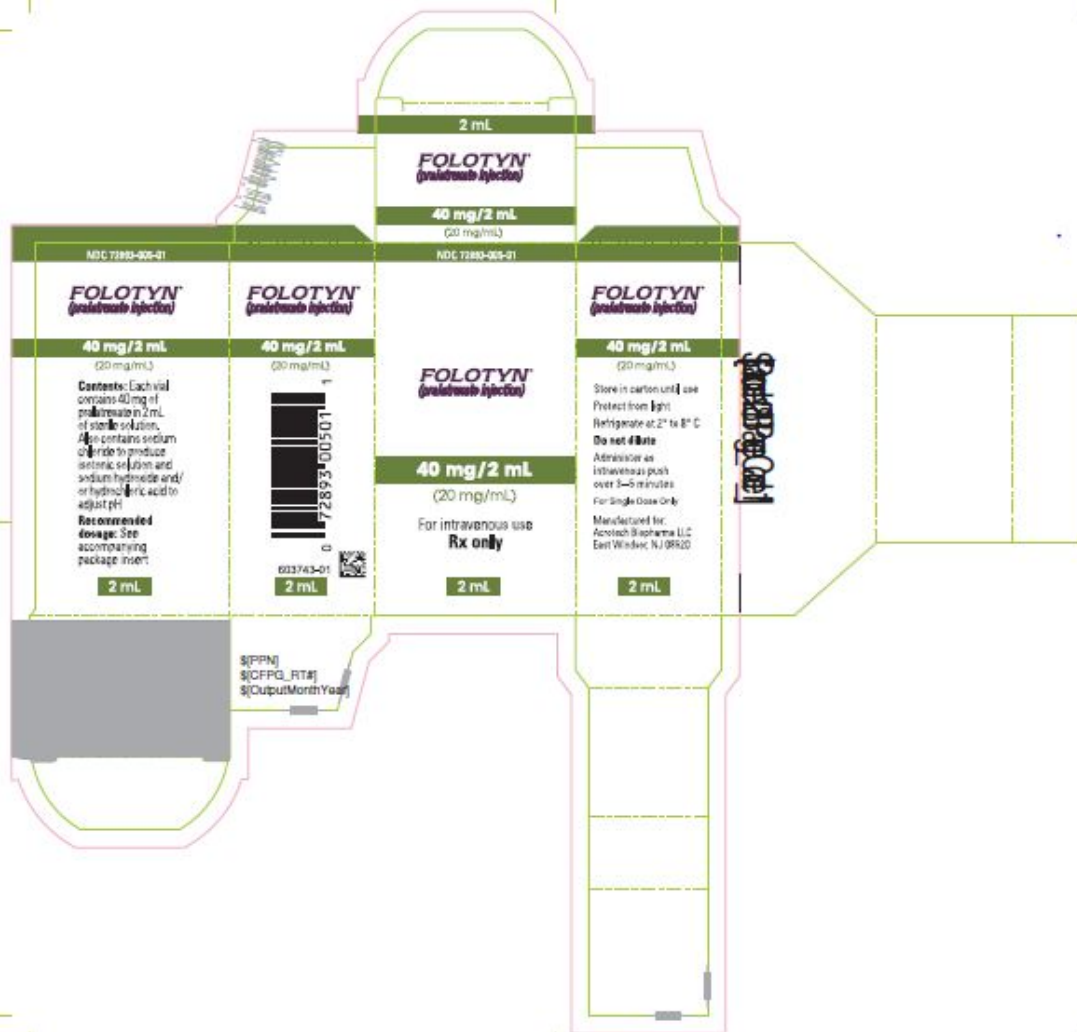 2 mL
FOLOTYN®
(pralatrexate injection)
40 mg/2 mL
(20 mg/mL)
NDC 72893-005-01
FOLOTYN®
(pralatrexate injection)
40 mg/2 mL
(20 mg/mL)
Contents: Each vial
contains 40 mg of
pralatrexate in 2 mL
of sterile solution.
Also contains sodium
chloride to produce
isotonic solution and
sodium hydroxide and/
or hydrochloric acid to
adjust pH
Recommended
dosage: See
accompanying
package insert
2 mL
FOLOTYN®
(pralatrexate injection)
40 mg/2 mL
(20 mg/mL)
0 72893 00501 1
603743-01
2 mL
NDC 72893-005-01
FOLOTYN®
(pralatrexate injection)
40 mg/2 mL
(20 mg/mL)
For intravenous use
Rx only
2 mL
FOLOTYN®
(pralatrexate injection)
40 mg/2 mL
(20 mg/mL)
Store in carton until use
Protect from light
Refrigerate at 2° to 8° C
Do not dilute
Administer as
intravenous push
over 3–5 minutes
For Single Dose Only
Manufactured for:
Acrotech Biopharma LLC
East Windsor, NJ 08520
2 mL
$[PPN]
$[CFPG_RT#]
$[OutputMonthYear]